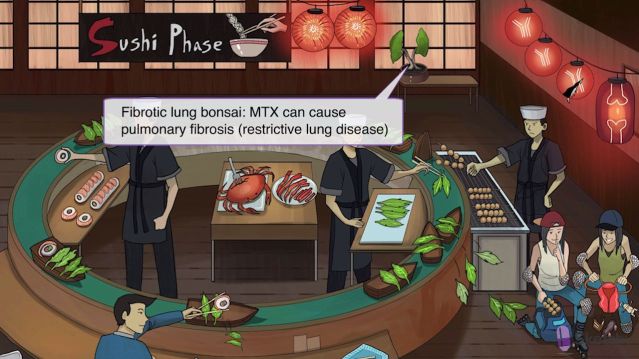 Sushi Phase
Fibrotic lung bonsai: MTX can cause
pulmonary fibrosis (restrictive lung disease)